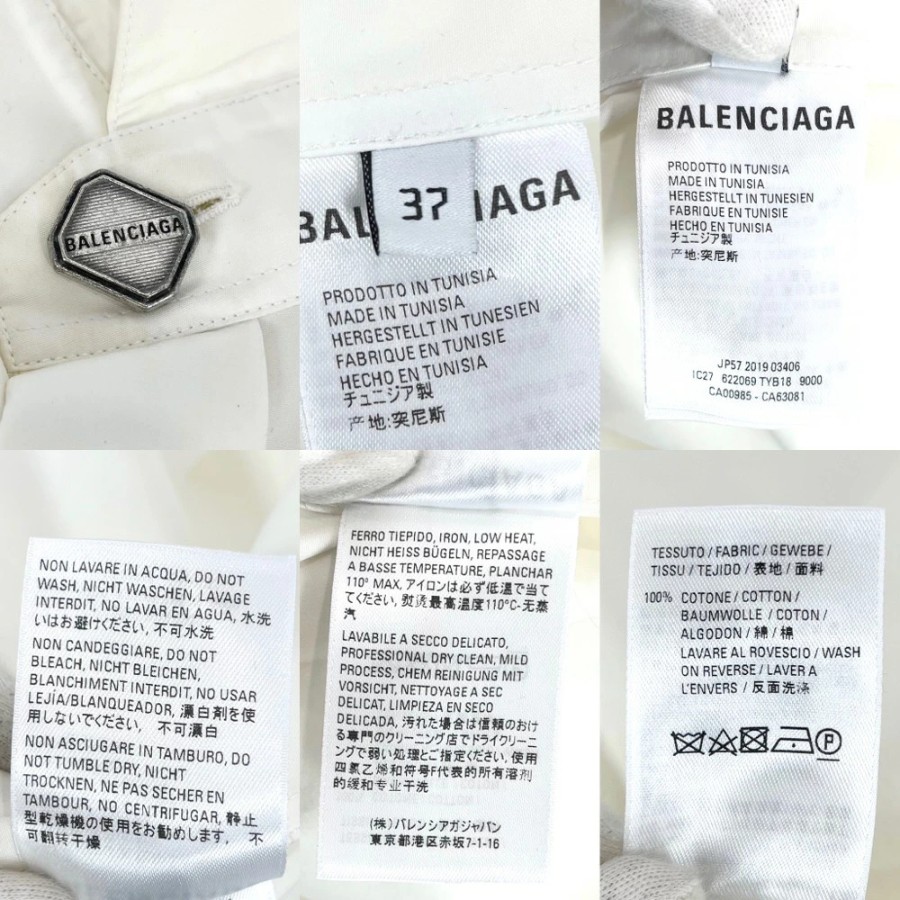 BALENCIAGA
37
BAL IAGA
PRODOTTO IN TUNISIA
MADE IN TUNISIA
HERGESTELLT IN TUNESIEN
FABRIQUE EN TUNISIE
HECHO EN TUNISIA
チュニジア製
产地:突尼斯
BALENCIAGA
PRODOTTO IN TUNISIA
MADE IN TUNISIA
HERGESTELLT IN TUNESIEN
FABRIQUE EN TUNISIE
HECHO EN TUNISIA
チュニジア製
产地:突尼斯
JP57 2019 03406
IC27 622069 TYB18 9000
CA00985 - CA63081
NON LAVARE IN ACQUA, DO NOT
WASH, NICHT WASCHEN, LAVAGE
INTERDIT, NO LAVAR EN AGUA, 水洗
いはお避けください, 不可水洗
NON CANDEGGIARE, DO NOT
BLEACH, NICHT BLEICHEN,
BLANCHIMENT INTERDIT, NO USAR
LEJÍA/BLANQUEADOR, 漂白剤を使
用しないでください, 不可漂白
NON ASCIUGARE IN TAMBURO, DO
NOT TUMBLE DRY, NICHT
TROCKNEN, NE PAS SECHER EN
TAMBOUR, NO CENTRIFUGAR, 静止
型乾燥機の使用をお勧めします, 不
可翻转干燥
FERRO TIEPIDO, IRON, LOW HEAT,
NICHT HEISS BÜGELN, REPASSAGE
A BASSE TEMPERATURE, PLANCHAR
110° MAX, アイロンは必ず低温で当て
てください, 熨烫最高温度110°C-无蒸
汽
LAVABILE A SECCO DELICATO,
PROFESSIONAL DRY CLEAN, MILD
PROCESS, CHEM REINIGUNG MIT
VORSICHT, NETTOYAGE A SEC
DELICAT, LIMPIEZA EN SECO
DELICADA, 汚れた場合は信頼のおけ
る専門のクリーニング店でドライクリーニ
ングで弱い処理とご指定ください, 使用
四氯乙烯和符号F代表的所有溶剂
的缓和专业干洗
(株) バレンシアガジャパン
東京都港区赤坂7-1-16
TESSUTO / FABRIC / GEWEBE /
TISSU / TEJIDO / 表地 / 面料
100% COTONE / COTTON /
BAUMWOLLE / COTON /
ALGODON / 綿 / 棉
LAVARE AL ROVESCIO / WASH
ON REVERSE / LAVER A
L'ENVERS / 反面洗涤
P